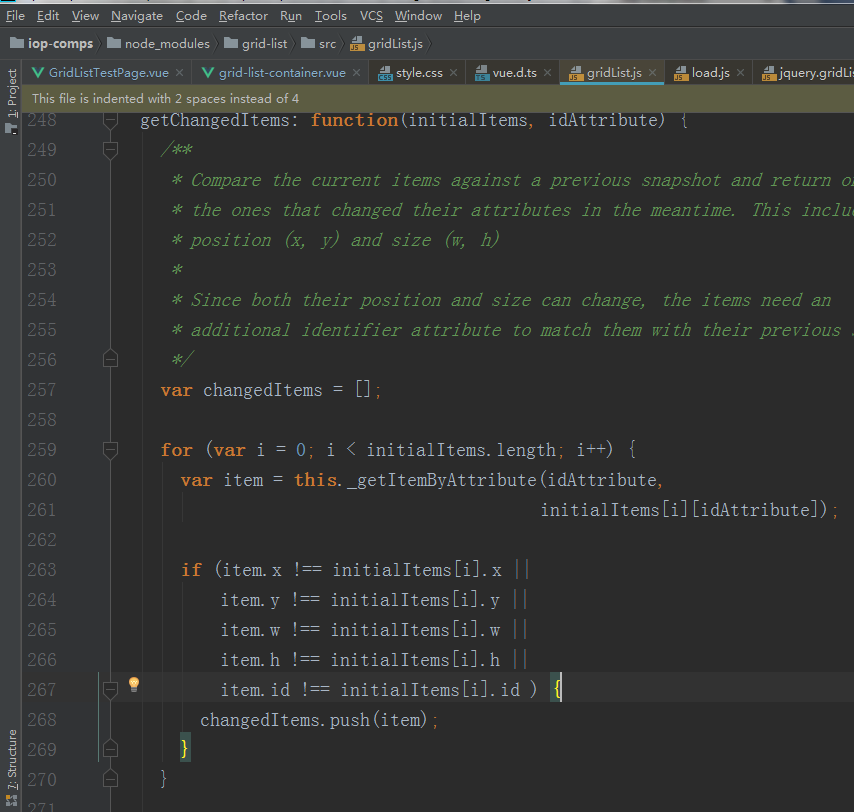 File Edit View Navigate Code Refactor Run Tools VCS Window Help
iop-comps node_modules grid-list src gridList.js
GridListTestPage.vue grid-list-container.vue style.css vue.d.ts gridList.js load.js jquery.gridLis
This file is indented with 2 spaces instead of 4
1: Project
248 getChangedItems: function(initialItems, idAttribute) {
249 /**
250 * Compare the current items against a previous snapshot and return
251 * the ones that changed their attributes in the meantime. This inclu
252 * position (x, y) and size (w, h)
253 *
254 * Since both their position and size can change, the items need an
255 * additional identifier attribute to match them with their previous
256 */
257 var changedItems = [];
258
259 for (var i = 0; i < initialItems.length; i++) {
260 var item = this._getItemByAttribute(idAttribute,
261 initialItems[i][idAttribute]);
262
263 if (item.x !== initialItems[i].x ||
264 item.y !== initialItems[i].y ||
265 item.w !== initialItems[i].w ||
266 item.h !== initialItems[i].h ||
267 item.id !== initialItems[i].id ) {
268 changedItems.push(item);
269 }
270 }
271
7: Structure